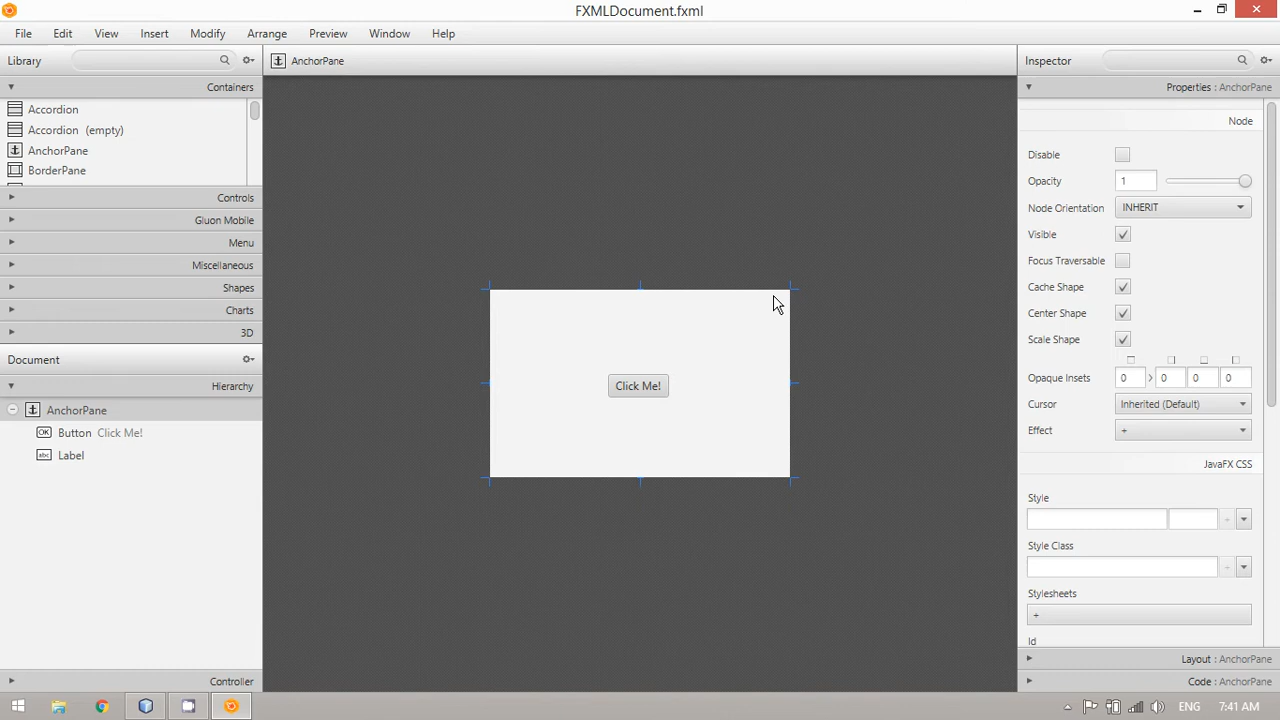 FXMLDocument.fxml
File Edit View Insert Modify Arrange Preview Window Help
Library
Containers
Accordion
Accordion (empty)
AnchorPane
BorderPane
Controls
Gluon Mobile
Menu
Miscellaneous
Shapes
Charts
3D
Document
Hierarchy
AnchorPane
OK Button Click Me!
abc Label
Controller
AnchorPane
Click Me!
Inspector
Properties : AnchorPane
Node
Disable
Opacity 1
Node Orientation INHERIT
Visible
Focus Traversable
Cache Shape
Center Shape
Scale Shape
Opaque Insets 0 0 0 0
Cursor Inherited (Default)
Effect +
JavaFX CSS
Style
+
Style Class
+
Stylesheets
+
Id
Layout : AnchorPane
Code : AnchorPane
ENG 7:41 AM